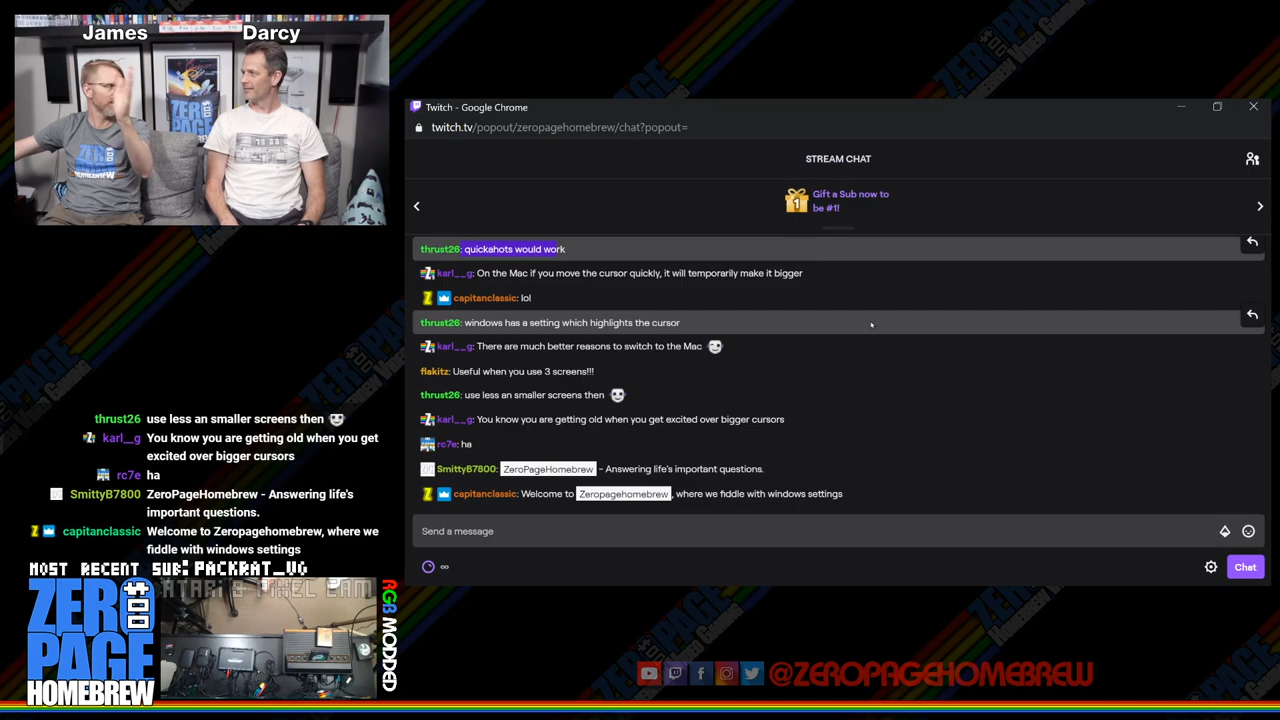 James
Darcy
Twitch - Google Chrome
twitch.tv/popout/zeropagehomebrew/chat?popout=
STREAM CHAT
1
Gift a Sub now to
be #1!
thrust26: quickahots would work
karl__g: On the Mac if you move the cursor quickly, it will temporarily make it bigger
capitanclassic: lol
thrust26: windows has a setting which highlights the cursor
karl__g: There are much better reasons to switch to the Mac
flakitz: Useful when you use 3 screens!!!
thrust26: use less an smaller screens then
karl__g: You know you are getting old when you get excited over bigger cursors
rc7e: ha
SmittyB7800: ZeroPageHomebrew - Answering life's important questions.
capitanclassic: Welcome to Zeropagehomebrew, where we fiddle with windows settings
Send a message
Chat
thrust26 use less an smaller screens then
karl__g You know you are getting old when you get
excited over bigger cursors
rc7e ha
SmittyB7800 ZeroPageHomebrew - Answering life's
important questions.
capitanclassic Welcome to Zeropagehomebrew, where we
fiddle with windows settings
MOST RECENT SUB: PACKRAT_VG
ZERO
PAGE
HOMEBREW
ATARI & PIXEL CAM
RGB MODDED
@ZEROPAGEHOMEBREW